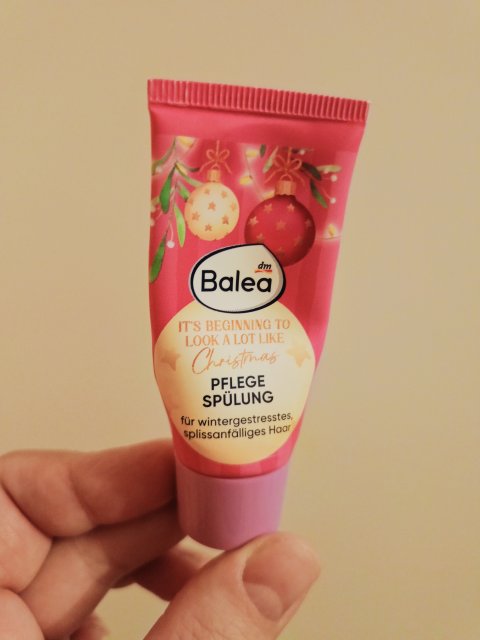 dm
Balea
IT'S BEGINNING TO
LOOK A LOT LIKE
Christmas
PFLEGE
SPÜLUNG
für wintergestresstes,
splissanfälliges Haar